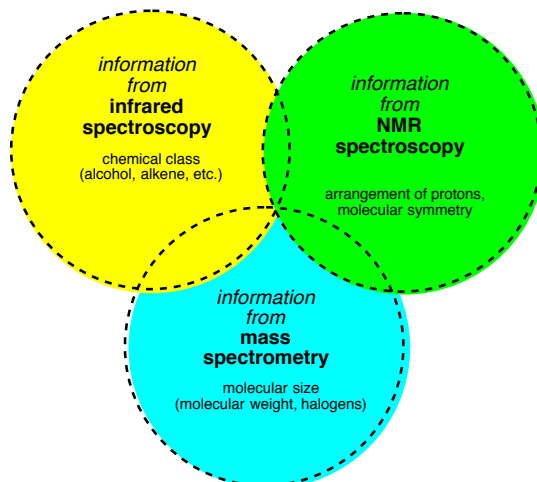 information
from
infrared
spectroscopy
chemical class
(alcohol, alkene, etc.)
information
from
NMR
spectroscopy
arrangement of protons,
molecular symmetry
information
from
mass
spectrometry
molecular size
(molecular weight, halogens)